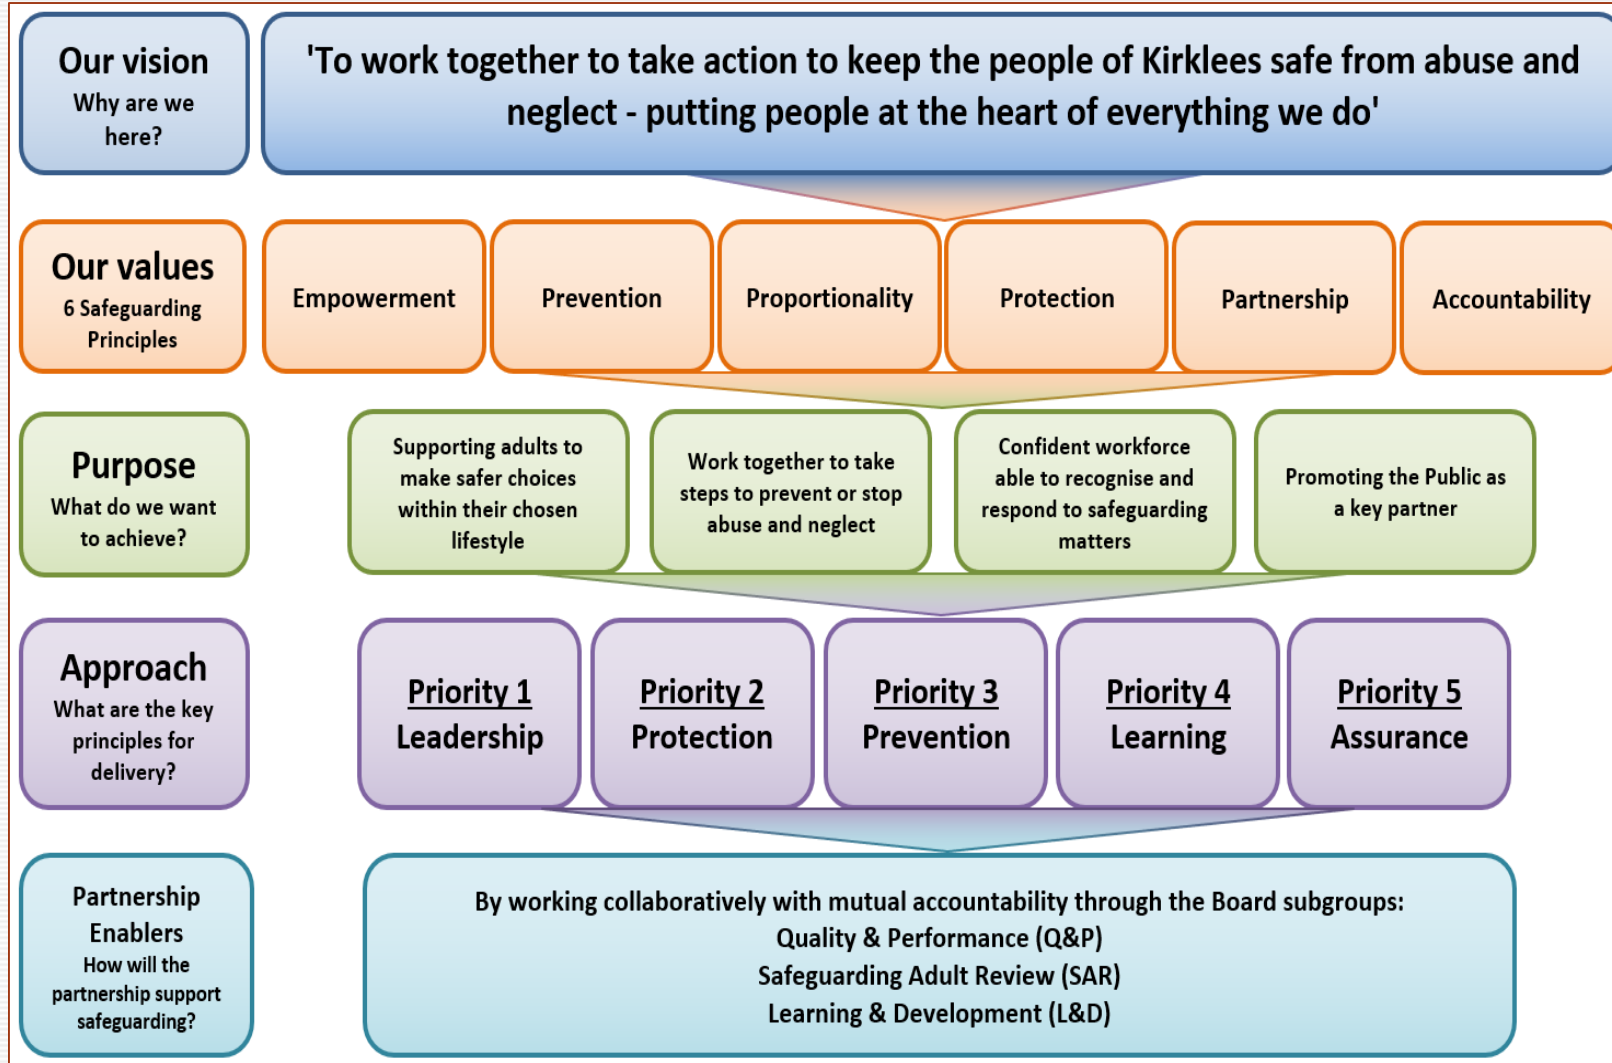 Our vision
Why are we
here?
'To work together to take action to keep the people of Kirklees safe from abuse and
neglect - putting people at the heart of everything we do'
Our values
6 Safeguarding
Principles
Empowerment
Prevention
Proportionality
Protection
Partnership
Accountability
Purpose
What do we want
to achieve?
Supporting adults to
make safer choices
within their chosen
lifestyle
Work together to take
steps to prevent or stop
abuse and neglect
Confident workforce
able to recognise and
respond to safeguarding
matters
Promoting the Public as
a key partner
Approach
What are the key
principles for
delivery?
Priority 1
Leadership
Priority 2
Protection
Priority 3
Prevention
Priority 4
Learning
Priority 5
Assurance
Partnership
Enablers
How will the
partnership support
safeguarding?
By working collaboratively with mutual accountability through the Board subgroups:
Quality & Performance (Q&P)
Safeguarding Adult Review (SAR)
Learning & Development (L&D)